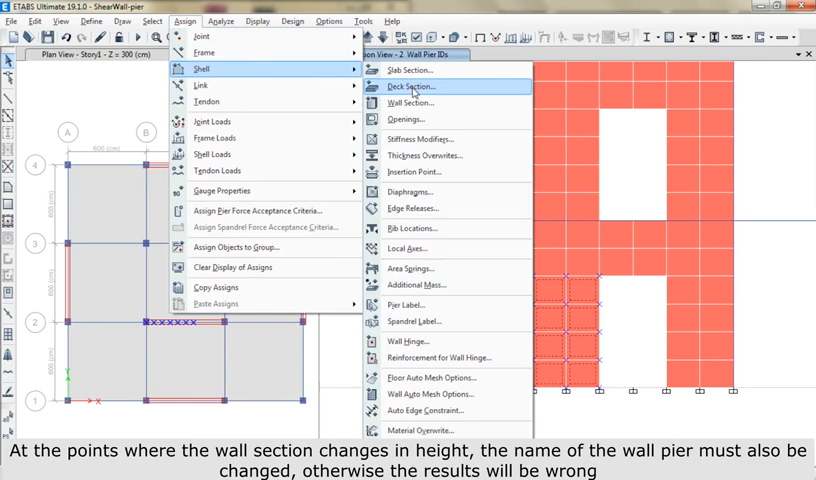 ETABS Ultimate 19.1.0 - ShearWall-pier
File Edit View Define Draw Select Assign Analyze Display Design Options Tools Help
Plan View - Story1 - Z = 300 (cm)
ion View - 2 Wall Pier IDs
Joint
Frame
Shell
Link
Tendon
Joint Loads
Frame Loads
Shell Loads
Tendon Loads
Gauge Properties
Assign Pier Force Acceptance Criteria...
Assign Spandrel Force Acceptance Criteria...
Assign Objects to Group...
Clear Display of Assigns
Copy Assigns
Paste Assigns
Slab Section...
Deck Section...
Wall Section...
Openings...
Stiffness Modifiers...
Thickness Overwrites...
Insertion Point...
Diaphragms...
Edge Releases...
Rib Locations...
Local Axes...
Area Springs...
Additional Mass...
Pier Label...
Spandrel Label...
Wall Hinge...
Reinforcement for Wall Hinge...
Floor Auto Mesh Options...
Wall Auto Mesh Options...
Auto Edge Constraint...
Material Overwrite...
A B
600 (cm)
4
600 (cm)
3
600 (cm)
2
600 (cm)
1
Y
X
At the points where the wall section changes in height, the name of the wall pier must also be
changed, otherwise the results will be wrong